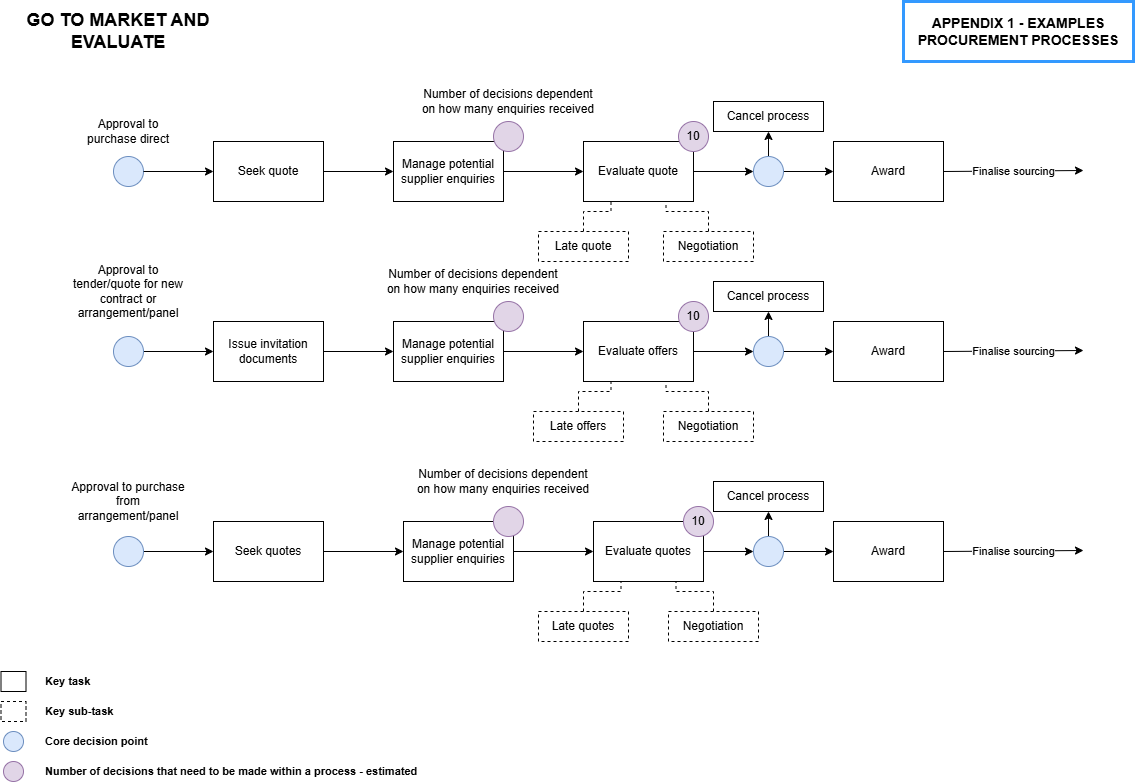 GO TO MARKET AND
EVALUATE
APPENDIX 1 - EXAMPLES
PROCUREMENT PROCESSES
Number of decisions dependent
on how many enquiries received
Approval to
purchase direct
Seek quote
Manage potential
supplier enquiries
Evaluate quote
10
Cancel process
Award
Finalise sourcing
Late quote
Negotiation
Approval to
tender/quote for new
contract or
arrangement/panel
Number of decisions dependent
on how many enquiries received
Issue invitation
documents
Manage potential
supplier enquiries
Evaluate offers
10
Cancel process
Award
Finalise sourcing
Late offers
Negotiation
Approval to purchase
from
arrangement/panel
Number of decisions dependent
on how many enquiries received
Seek quotes
Manage potential
supplier enquiries
Evaluate quotes
10
Cancel process
Award
Finalise sourcing
Late quotes
Negotiation
Key task
Key sub-task
Core decision point
Number of decisions that need to be made within a process - estimated